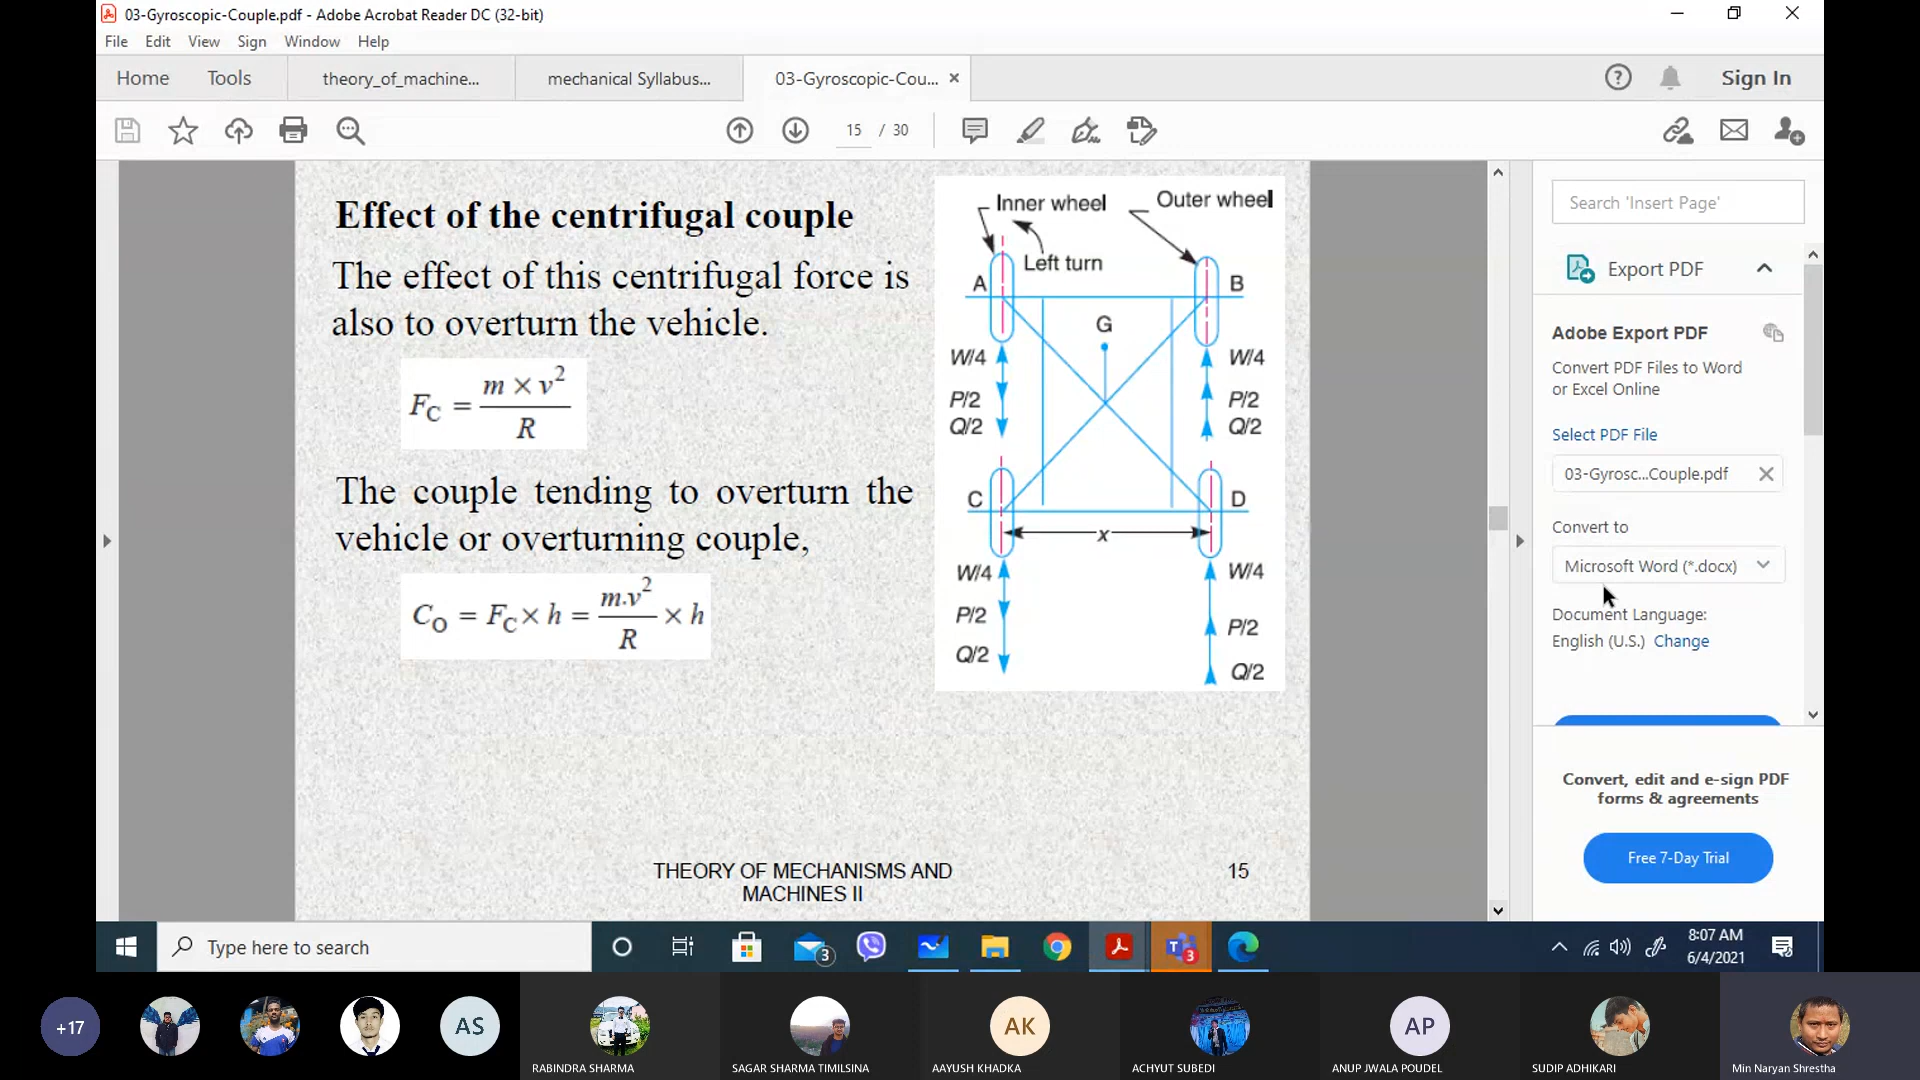 03-Gyroscopic-Couple.pdf - Adobe Acrobat Reader DC (32-bit)
File Edit View Sign Window Help
Home Tools theory_of_machine... mechanical Syllabus... 03-Gyroscopic-Cou... × Sign In
15 / 30
Effect of the centrifugal couple
The effect of this centrifugal force is
also to overturn the vehicle.
F_C = m × v² / R
The couple tending to overturn the
vehicle or overturning couple,
C_O = F_C × h = m.v² / R × h
Inner wheel Outer wheel
Left turn
A B
G
W/4 W/4
P/2 P/2
Q/2 Q/2
C D
x
W/4 W/4
P/2 P/2
Q/2 Q/2
THEORY OF MECHANISMS AND
MACHINES II
15
Search 'Insert Page'
Export PDF
Adobe Export PDF
Convert PDF Files to Word
or Excel Online
Select PDF File
03-Gyrosc...Couple.pdf
Convert to
Microsoft Word (*.docx)
Document Language:
English (U.S.) Change
Convert, edit and e-sign PDF
forms & agreements
Free 7-Day Trial
Type here to search
3
3
8:07 AM
6/4/2021
+17 AS AK AP
RABINDRA SHARMA SAGAR SHARMA TIMILSINA AAYUSH KHADKA ACHYUT SUBEDI ANUP JWALA POUDEL SUDIP ADHIKARI Min Naryan Shrestha